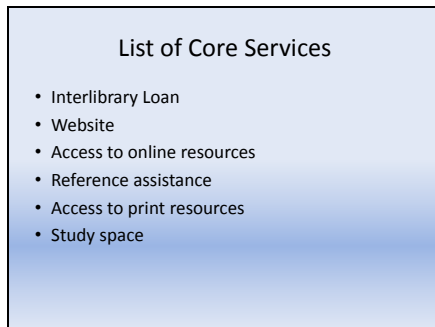 List of Core Services
• Interlibrary Loan
• Website
• Access to online resources
• Reference assistance
• Access to print resources
• Study space